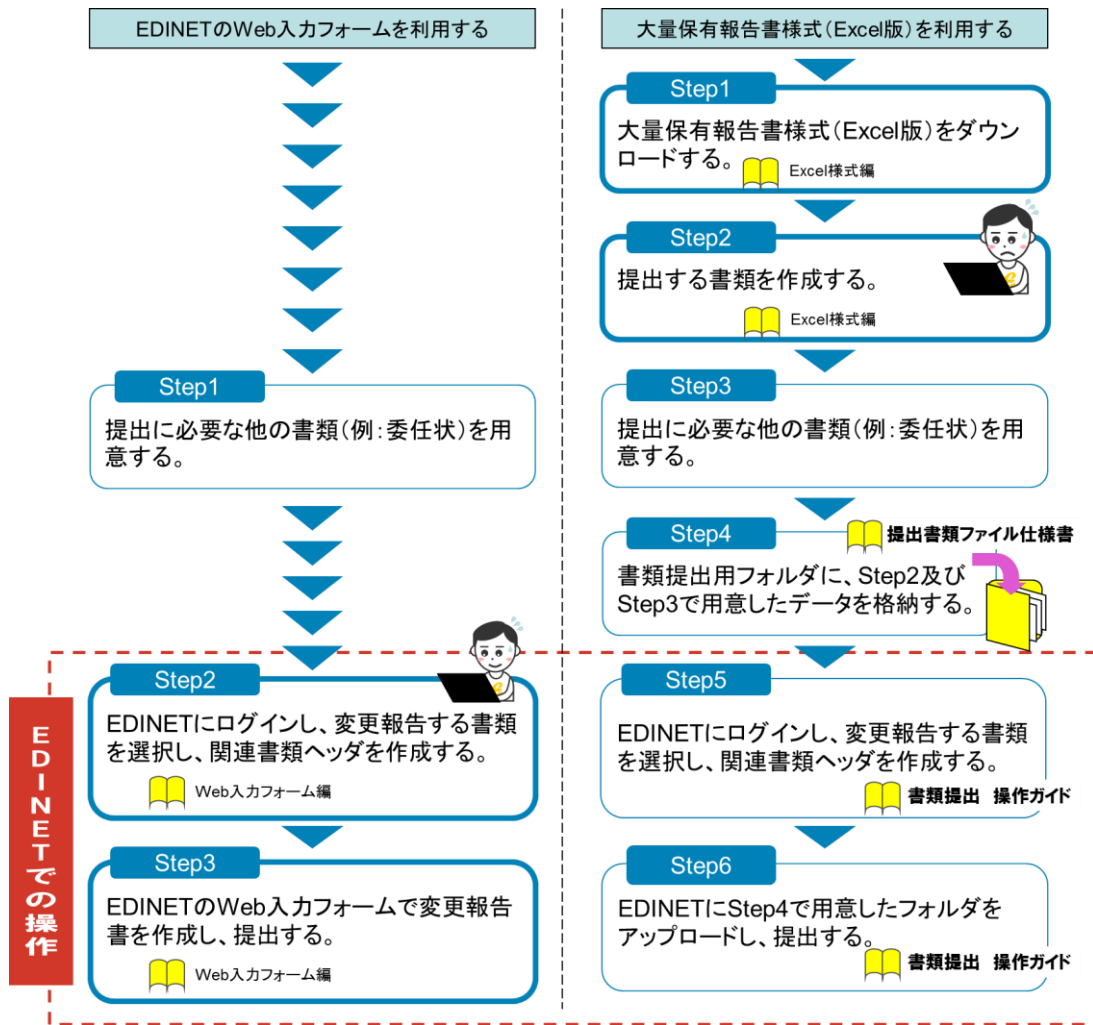 EDINETのWeb入力フォームを利用する
Step1
提出に必要な他の書類（例：委任状）を用
意する。
Step2
EDINETにログインし、変更報告する書類
を選択し、関連書類ヘッダを作成する。
Web入力フォーム編
Step3
EDINETのWeb入力フォームで変更報告
書を作成し、提出する。
Web入力フォーム編
大量保有報告書様式（Excel版）を利用する
Step1
大量保有報告書様式（Excel版）をダウン
ロードする。
Excel様式編
Step2
提出する書類を作成する。
Excel様式編
Step3
提出に必要な他の書類（例：委任状）を用
意する。
Step4
提出書類ファイル仕様書
書類提出用フォルダに、Step2及び
Step3で用意したデータを格納する。
Step5
EDINETにログインし、変更報告する書類
を選択し、関連書類ヘッダを作成する。
書類提出　操作ガイド
Step6
EDINETにStep4で用意したフォルダを
アップロードし、提出する。
書類提出　操作ガイド
EDINETでの操作